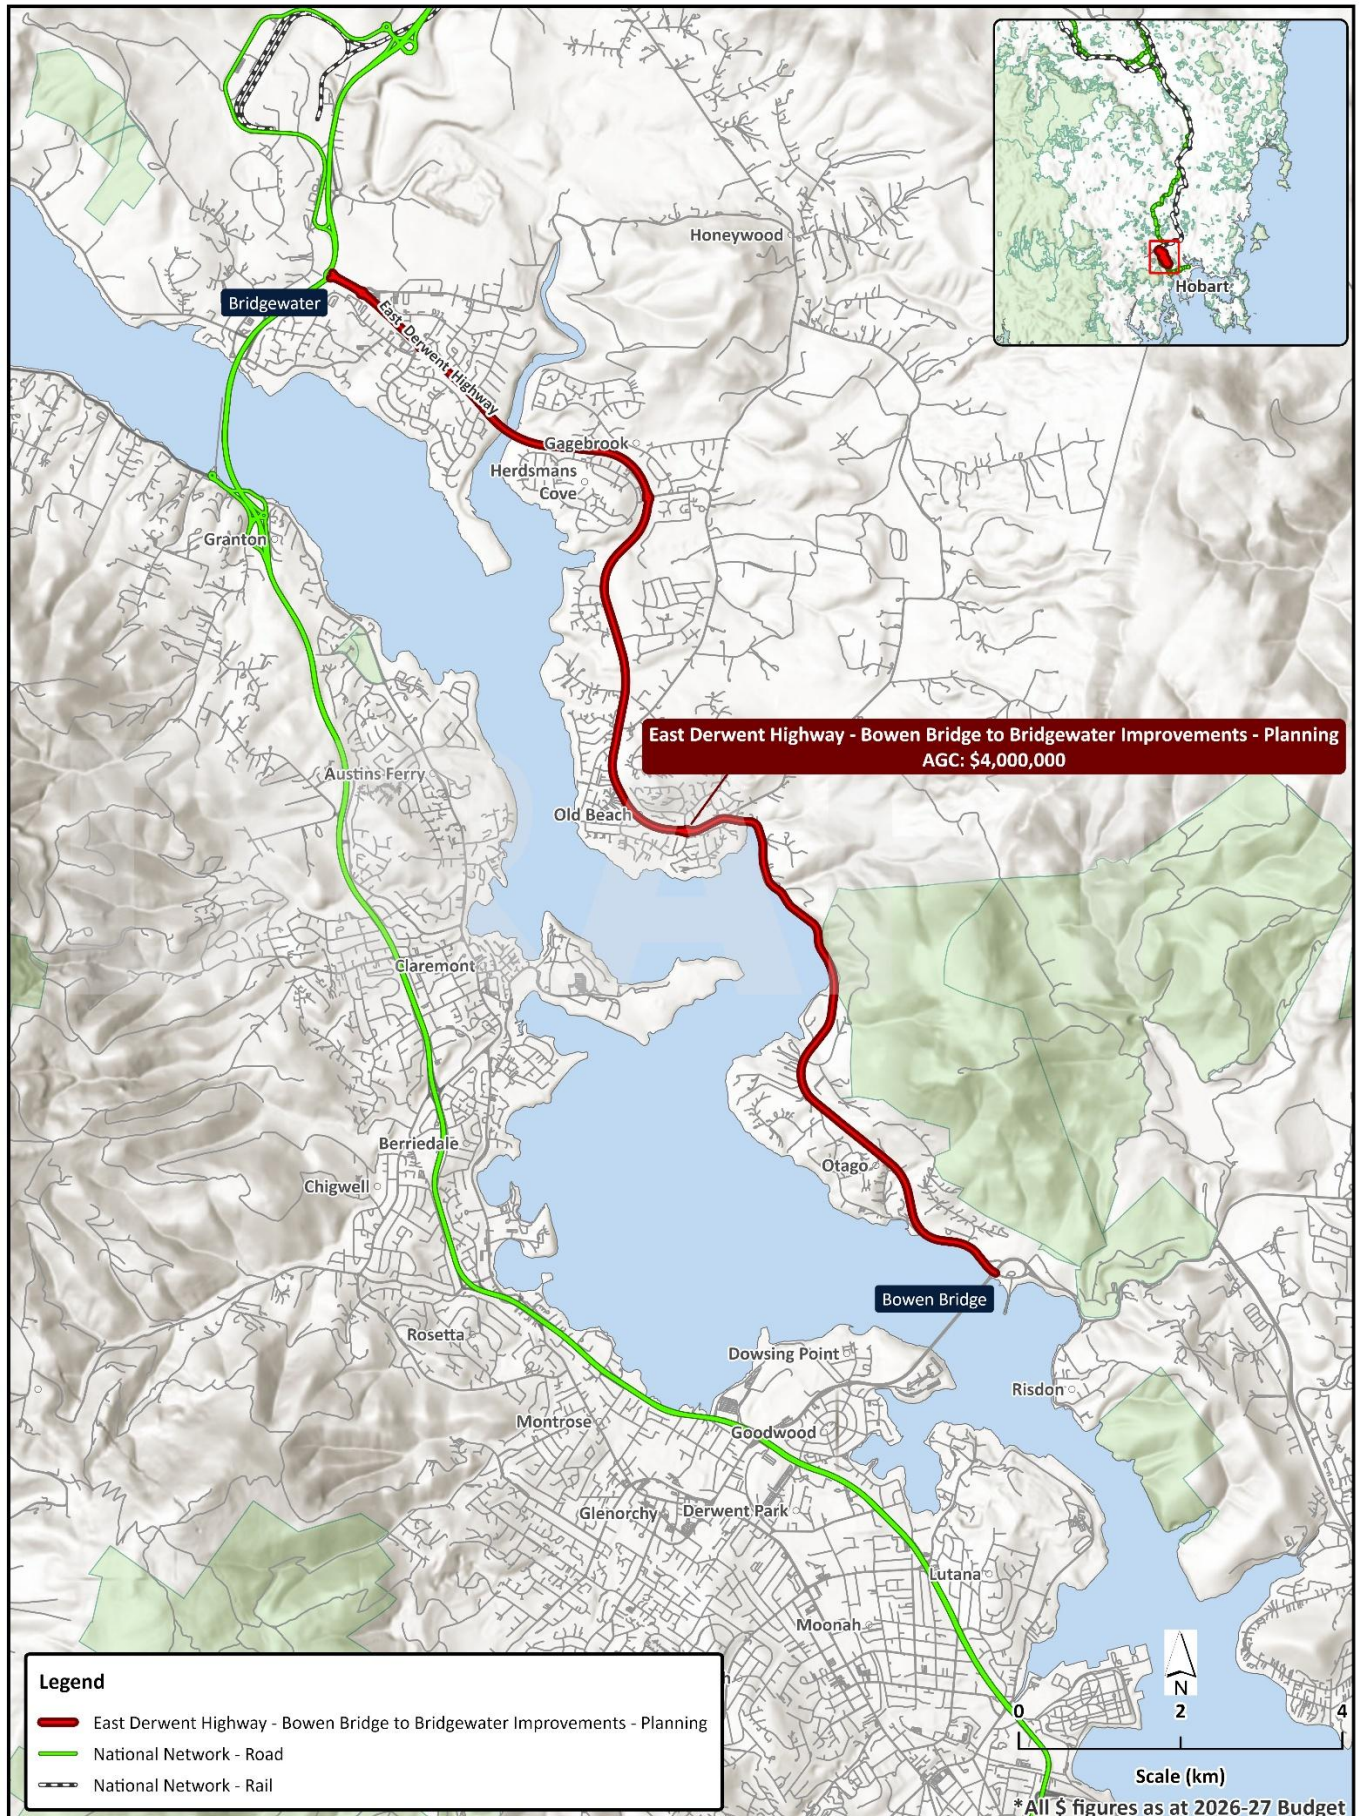 Hobart
Honeywood
Bridgewater
East Derwent Highway
Gagebrook
Herdsmans
Cove
Granton
East Derwent Highway - Bowen Bridge to Bridgewater Improvements - Planning
AGC: $4,000,000
Austins Ferry
Old Beach
Claremont
Berriedale
Chigwell
Otago
Bowen Bridge
Rosetta
Dowsing Point
Risdon
Montrose
Goodwood
Glenorchy
Derwent Park
Lutana
Moonah
Legend
East Derwent Highway - Bowen Bridge to Bridgewater Improvements - Planning
National Network - Road
National Network - Rail
N
0 2 4
Scale (km)
*All $ figures as at 2026-27 Budget